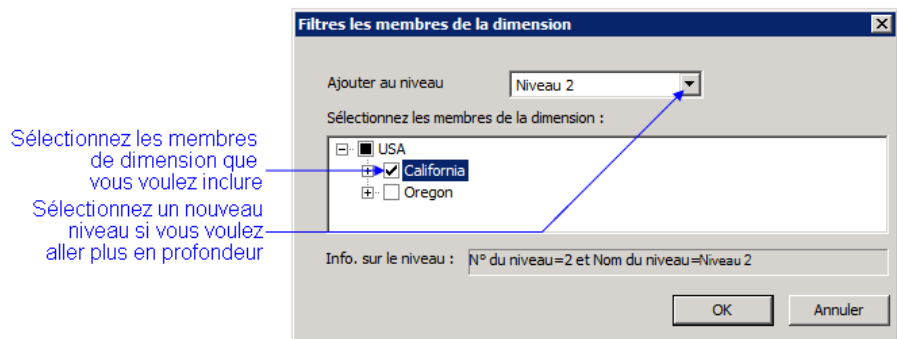 Filtres les membres de la dimension
Ajouter au niveau
Niveau 2
Sélectionnez les membres de la dimension :
USA
California
Oregon
Sélectionnez les membres
de dimension que
vous voulez inclure
Sélectionnez un nouveau
niveau si vous voulez
aller plus en profondeur
Info. sur le niveau :
N° du niveau=2 et Nom du niveau=Niveau 2
OK
Annuler